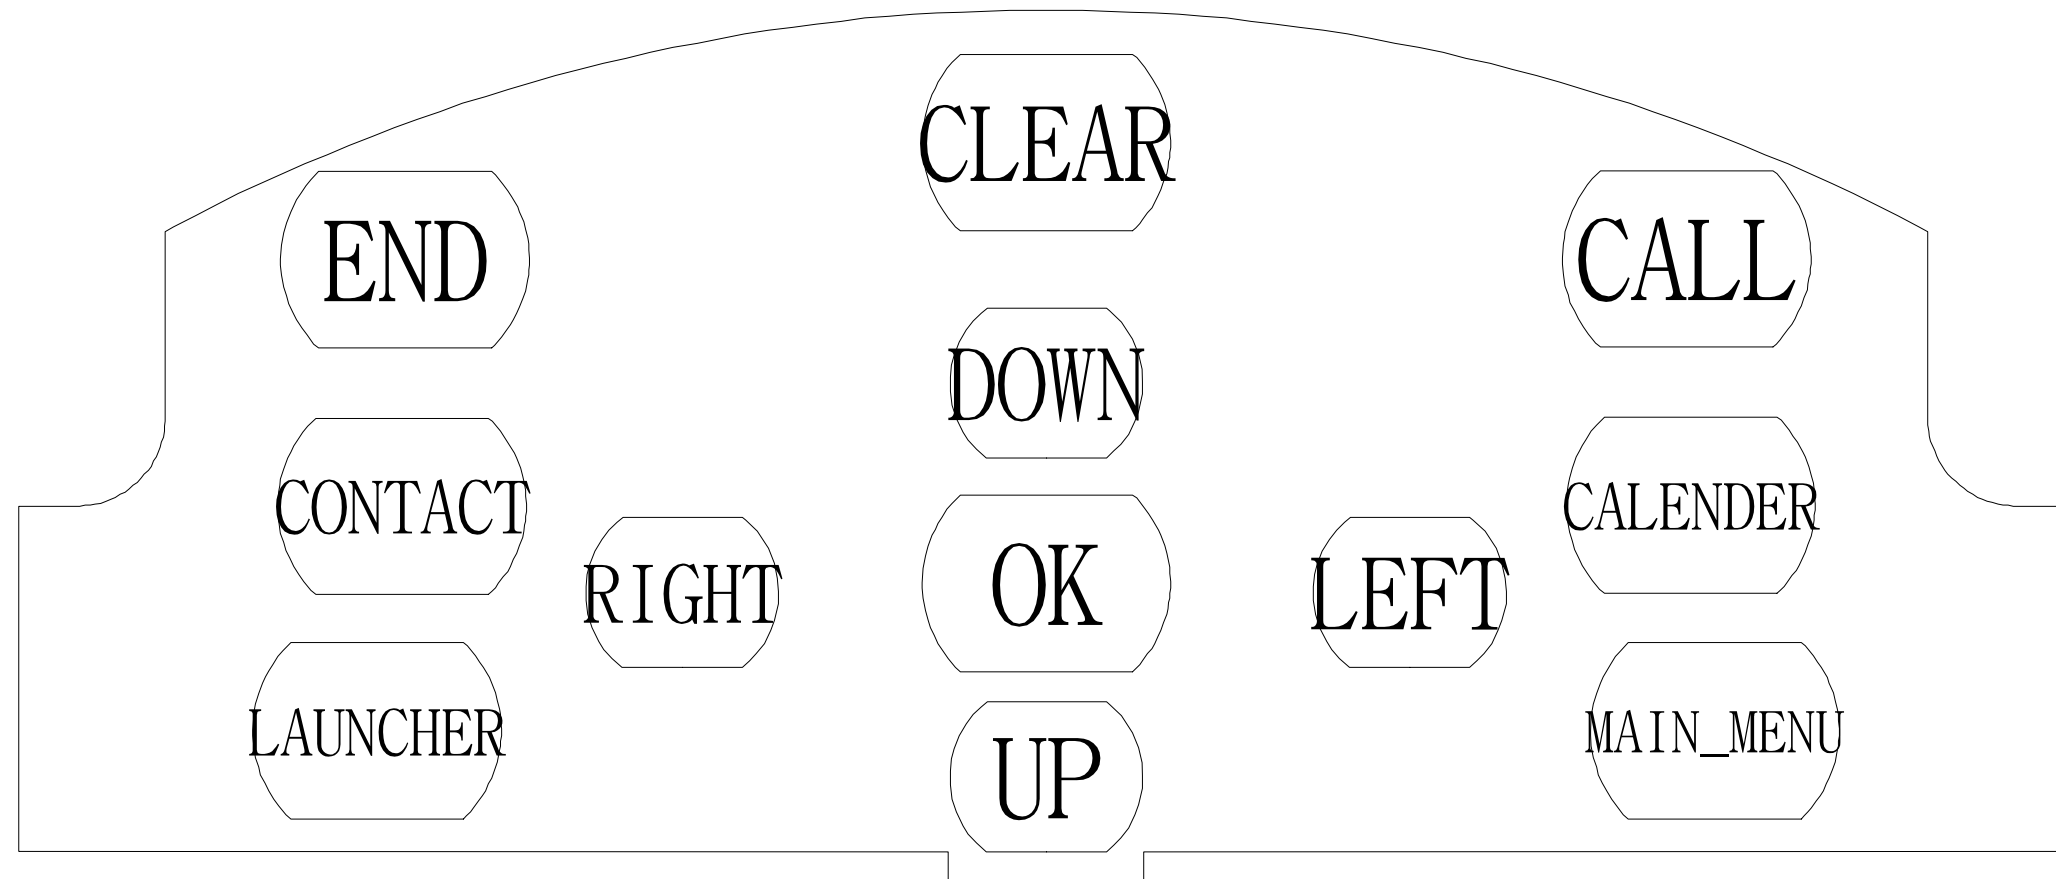 CLEAR
END
CALL
DOWN
CONTACT
CALENDER
RIGHT
OK
LEFT
LAUNCHER
MAIN_MENU
UP